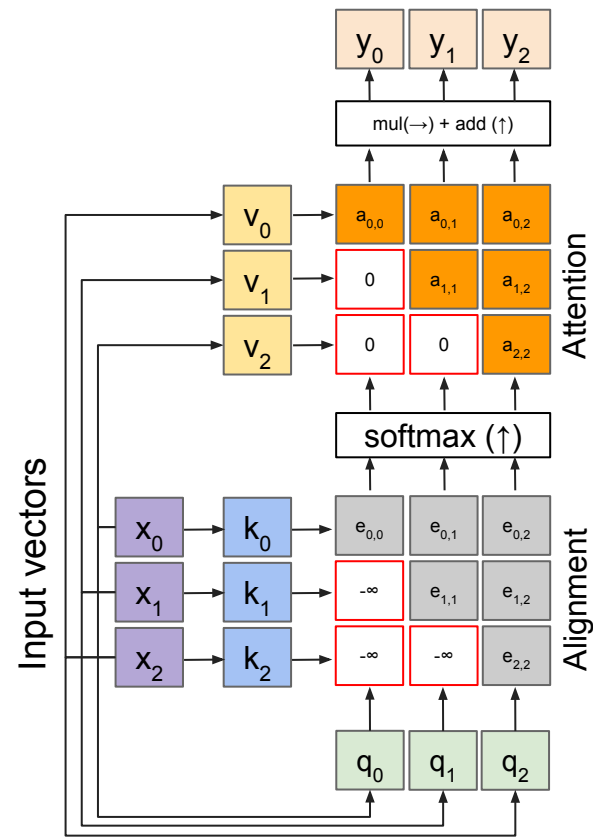 y0 y1 y2
mul(→) + add (↑)
v0 a0,0 a0,1 a0,2
v1 0 a1,1 a1,2
v2 0 0 a2,2
Attention
softmax (↑)
Input vectors
x0 k0 e0,0 e0,1 e0,2
x1 k1 -∞ e1,1 e1,2
x2 k2 -∞ -∞ e2,2
Alignment
q0 q1 q2